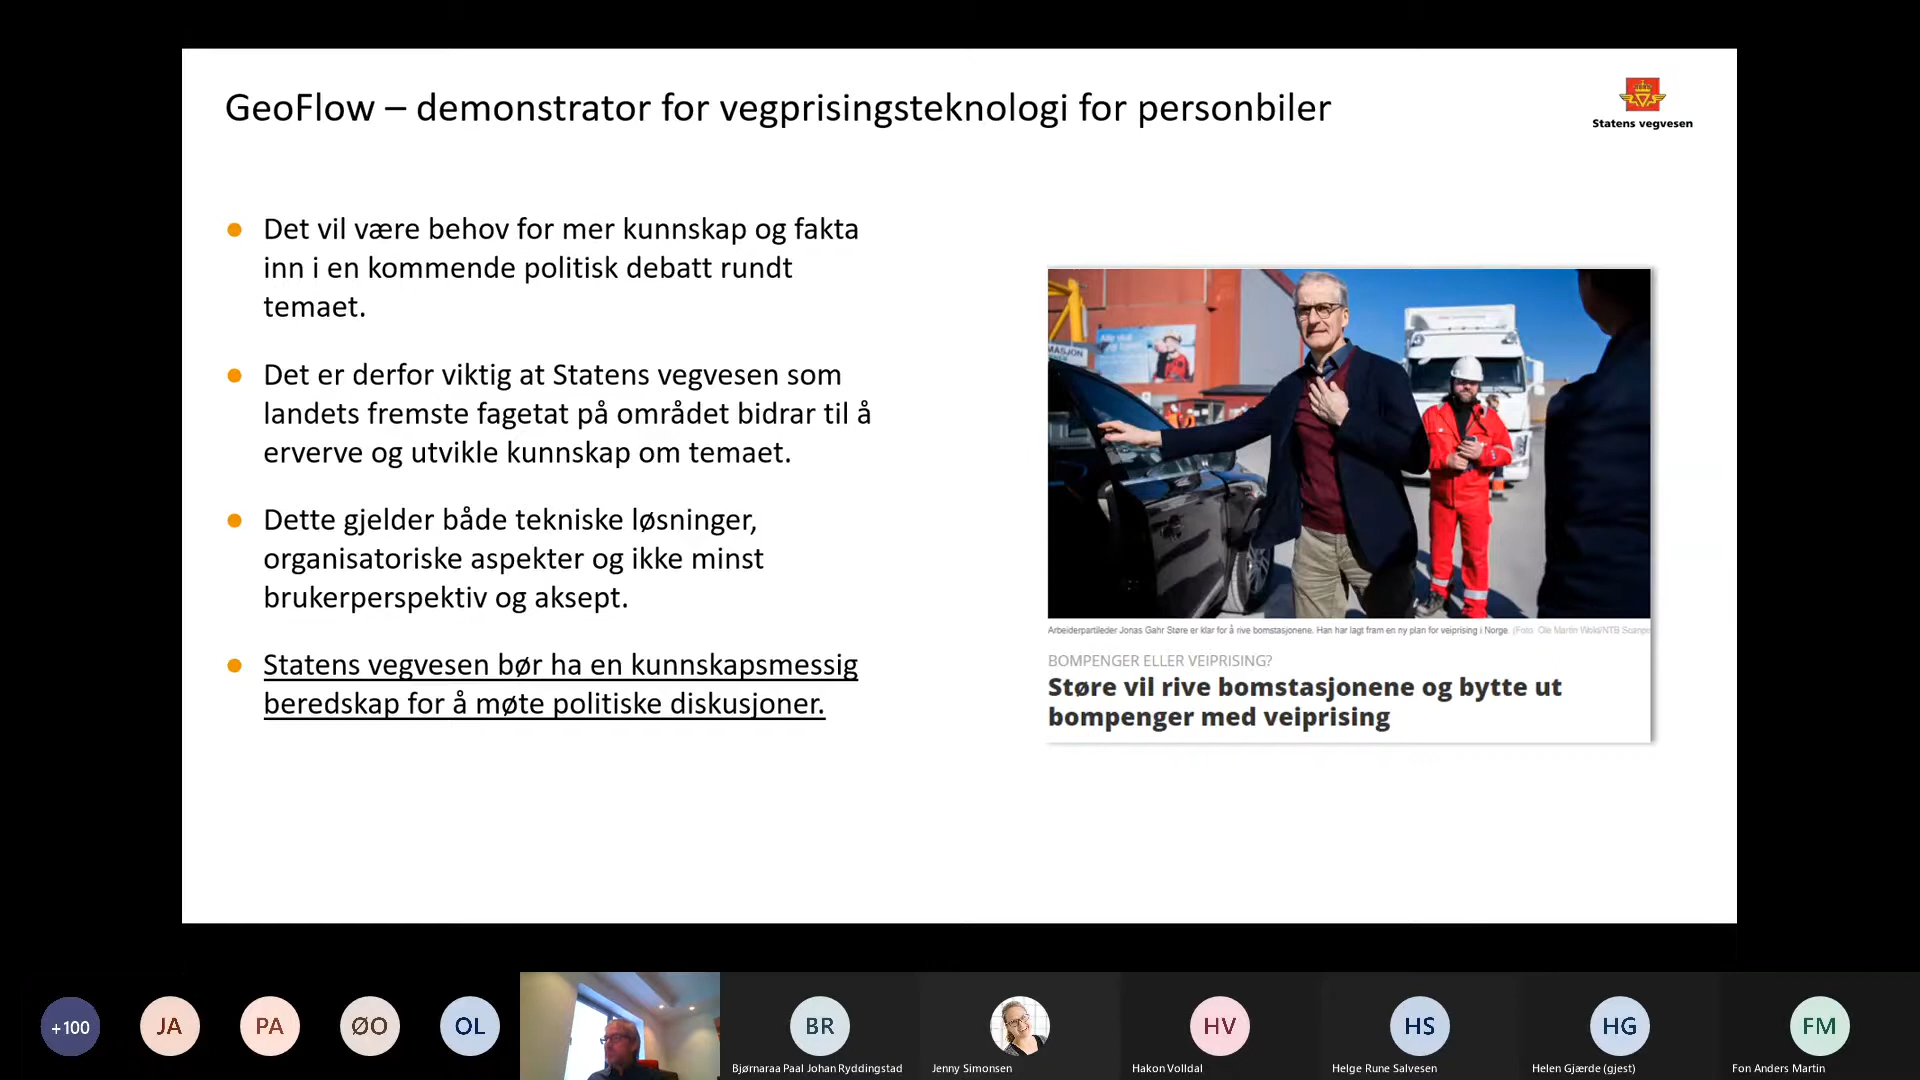 GeoFlow – demonstrator for vegprisingsteknologi for personbiler
Statens vegvesen
Det vil være behov for mer kunnskap og fakta
inn i en kommende politisk debatt rundt
temaet.
Det er derfor viktig at Statens vegvesen som
landets fremste fagetat på området bidrar til å
erverve og utvikle kunnskap om temaet.
Dette gjelder både tekniske løsninger,
organisatoriske aspekter og ikke minst
brukerperspektiv og aksept.
Statens vegvesen bør ha en kunnskapsmessig
beredskap for å møte politiske diskusjoner.
MASJON
Arbeiderpartileder Jonas Gahr Støre er klar for å rive bomstasjonene. Han har lagt fram en ny plan for veiprising i Norge. (Foto: Ole Martin
BOMPENGER ELLER VEIPRISING?
Støre vil rive bomstasjonene og bytte ut
bompenger med veiprising
+100
JA
PA
ØO
OL
BR
HV
HS
HG
FM
Bjørnaraa Paal Johan Ryddingstad
Jenny Simonsen
Hakon Volldal
Helge Rune Salvesen
Helen Gjærde (gjest)
Fon Anders Martin